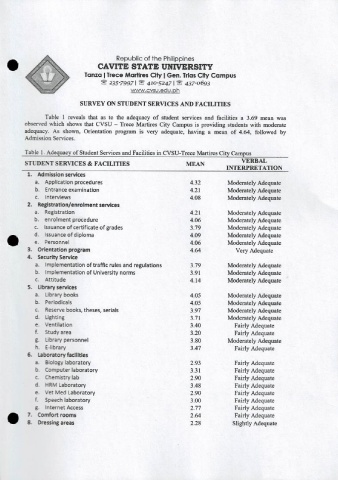 Republic of the Philippines
CAVITE STATE UNIVERSITY
Tanza | Trece Martires City | Gen. Trias City Campus
☏ 235-7997 | ☏ 410-5247 | ☏ 437-0693
www.cvsu.edu.ph
SURVEY ON STUDENT SERVICES AND FACILITIES
Table 1 reveals that as to the adequacy of student services and facilities a 3.69 mean was
observed which shows that CVSU – Trece Martires City Campus is providing students with moderate
adequacy. As shown, Orientation program is very adequate, having a mean of 4.64, followed by
Admission Services.
Table 1. Adequacy of Student Services and Facilities in CVSU-Trece Martires City Campus
STUDENT SERVICES & FACILITIES MEAN VERBAL INTERPRETATION
1. Admission services
a. Application procedures 4.32 Moderately Adequate
b. Entrance examination 4.21 Moderately Adequate
c. Interviews 4.08 Moderately Adequate
2. Registration/enrolment services
a. Registration 4.21 Moderately Adequate
b. enrolment procedure 4.06 Moderately Adequate
c. issuance of certificate of grades 3.79 Moderately Adequate
d. issuance of diploma 4.09 Moderately Adequate
e. Personnel 4.06 Moderately Adequate
3. Orientation program 4.64 Very Adequate
4. Security Service
a. Implementation of traffic rules and regulations 3.79 Moderately Adequate
b. Implementation of University norms 3.91 Moderately Adequate
c. Attitude 4.14 Moderately Adequate
5. Library services
a. Library books 4.05 Moderately Adequate
b. Periodicals 4.05 Moderately Adequate
c. Reserve books, theses, serials 3.97 Moderately Adequate
d. Lighting 3.71 Moderately Adequate
e. Ventilation 3.40 Fairly Adequate
f. Study area 3.20 Fairly Adequate
g. Library personnel 3.80 Moderately Adequate
h. E-library 3.47 Fairly Adequate
6. Laboratory facilities
a. Biology laboratory 2.93 Fairly Adequate
b. Computer laboratory 3.31 Fairly Adequate
c. Chemistry lab 2.90 Fairly Adequate
d. HRM Laboratory 3.48 Fairly Adequate
e. Vet Med Laboratory 2.90 Fairly Adequate
f. Speech laboratory 3.00 Fairly Adequate
g. Internet Access 2.77 Fairly Adequate
7. Comfort rooms 2.64 Fairly Adequate
8. Dressing areas 2.28 Slightly Adequate